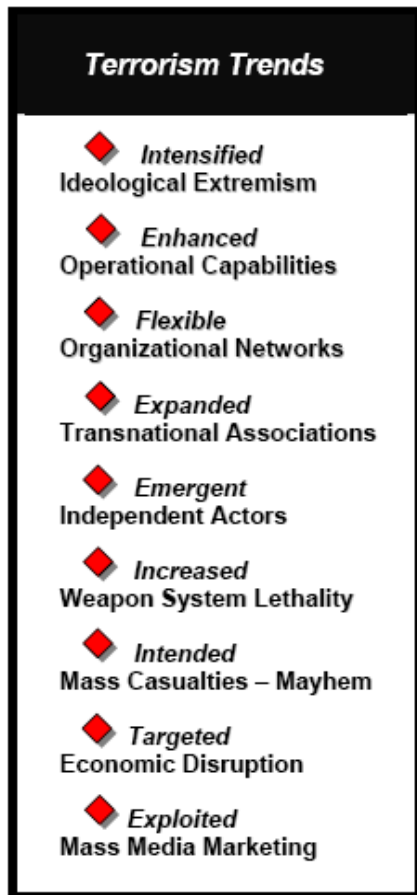 Terrorism Trends
Intensified
Ideological Extremism
Enhanced
Operational Capabilities
Flexible
Organizational Networks
Expanded
Transnational Associations
Emergent
Independent Actors
Increased
Weapon System Lethality
Intended
Mass Casualties – Mayhem
Targeted
Economic Disruption
Exploited
Mass Media Marketing